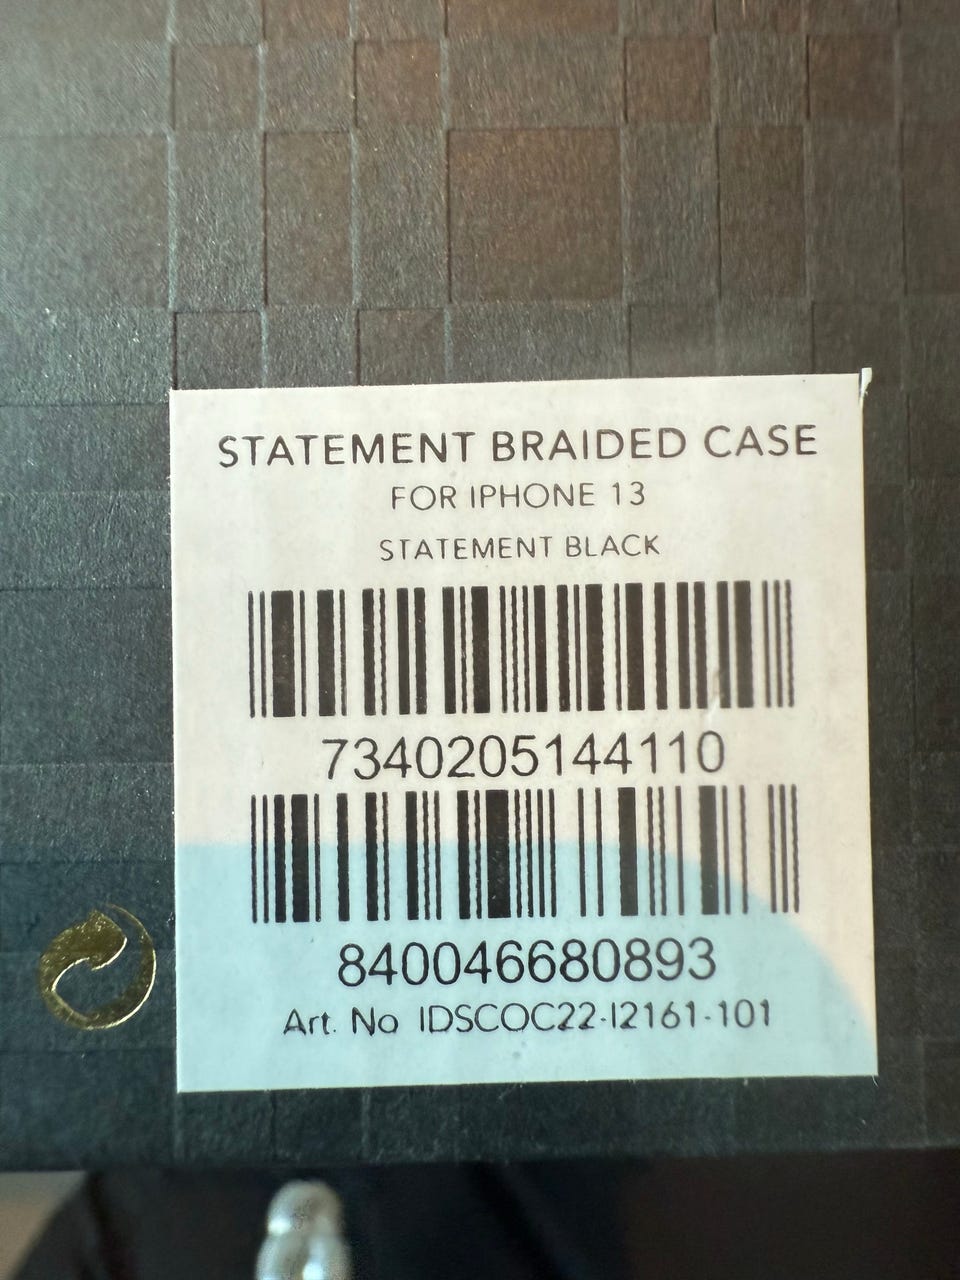 STATEMENT BRAIDED CASE
FOR IPHONE 13
STATEMENT BLACK
7340205144110
840046680893
Art. No IDSCOC22-I2161-101